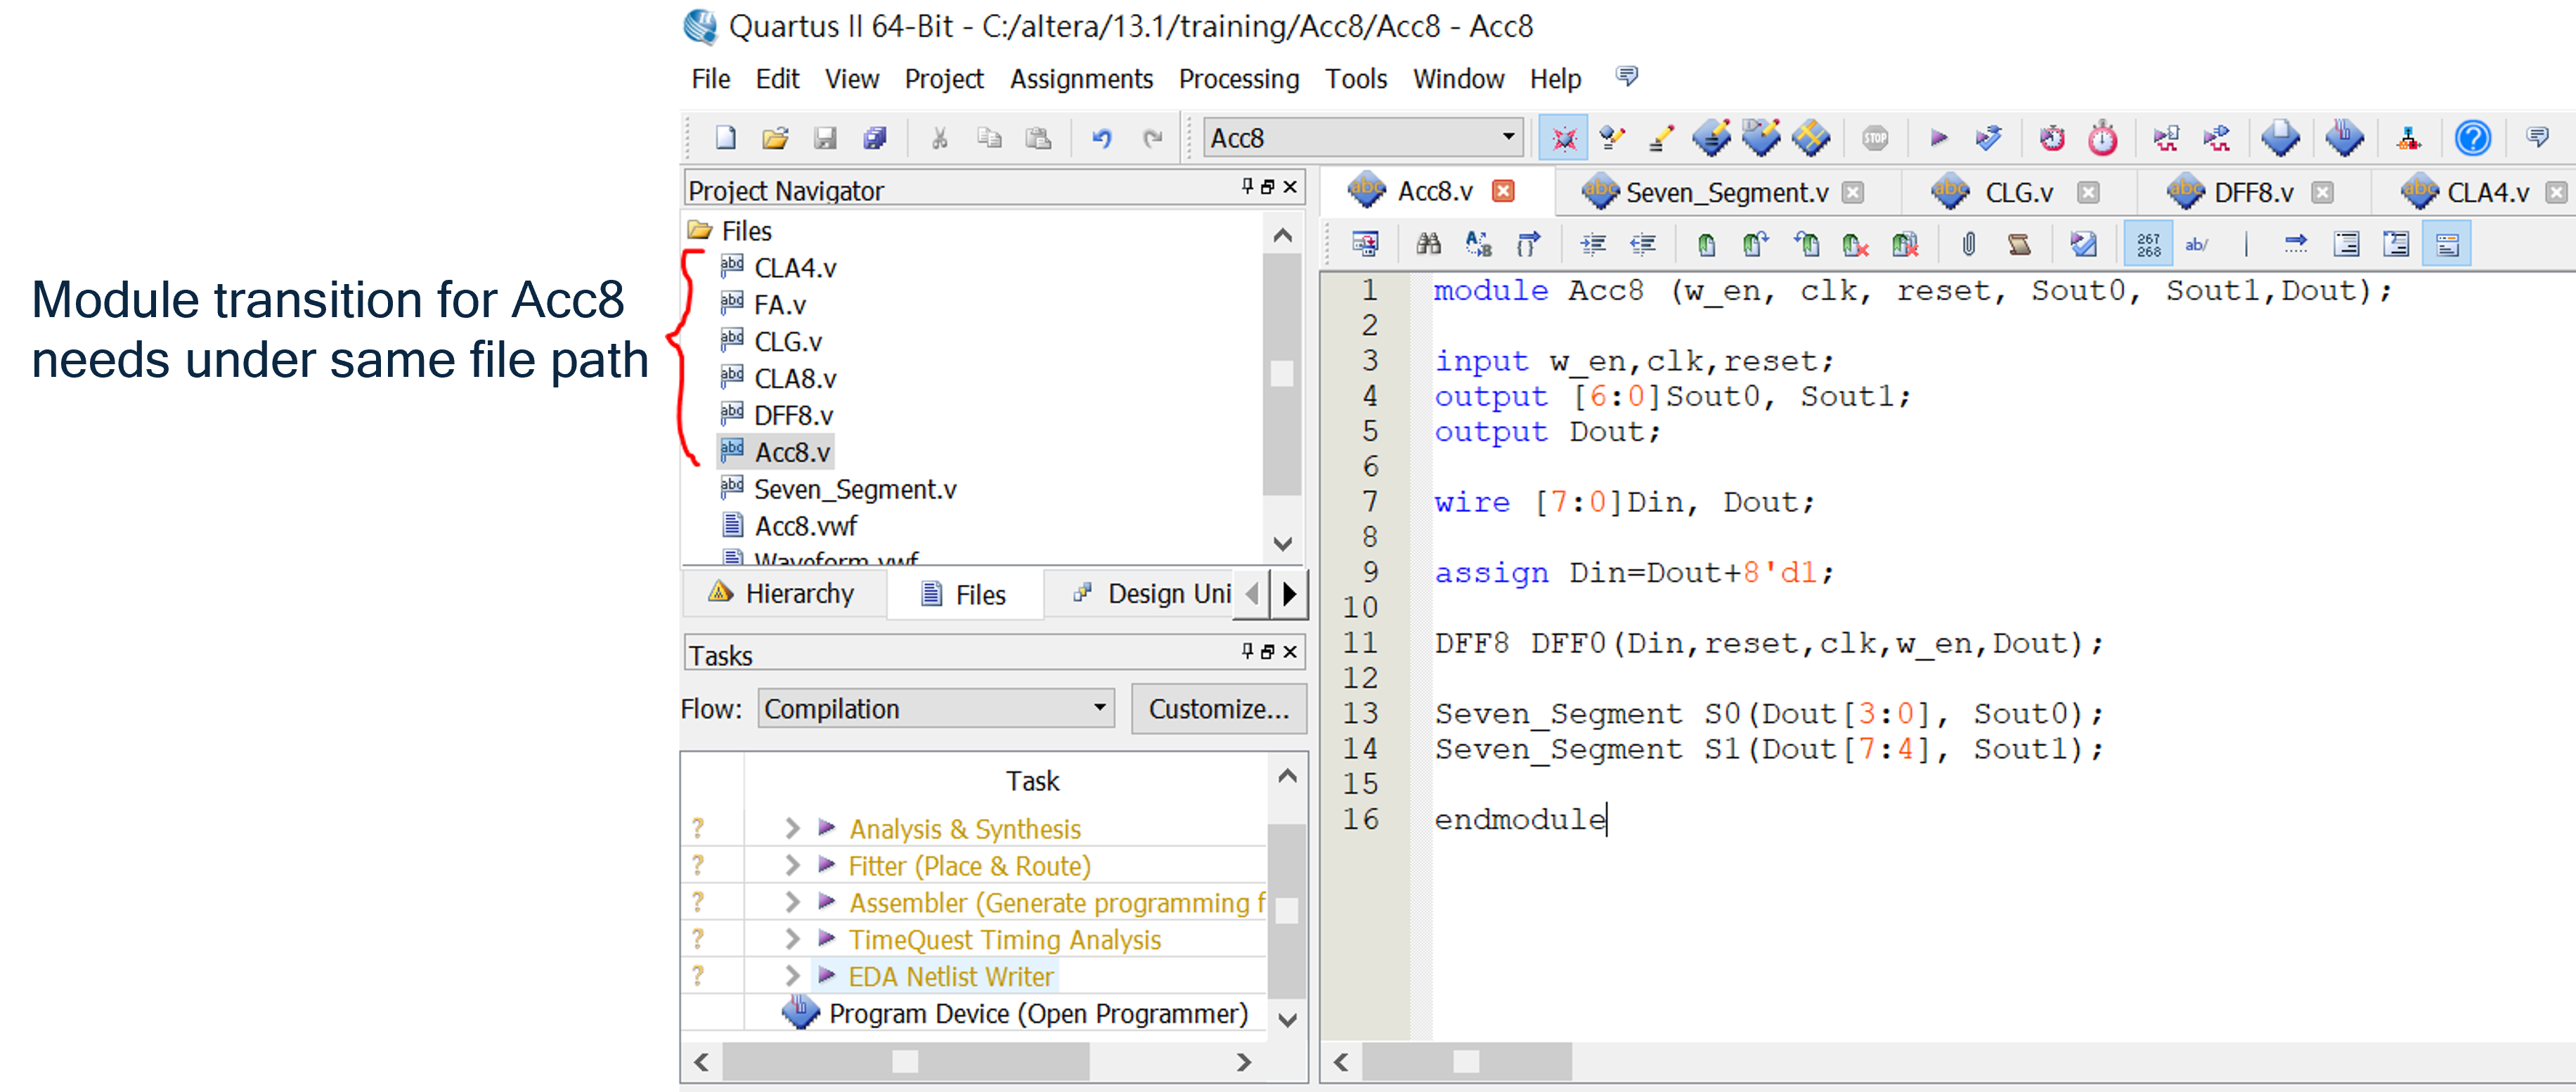 Quartus II 64-Bit - C:/altera/13.1/training/Acc8/Acc8 - Acc8
File Edit View Project Assignments Processing Tools Window Help
Acc8
STOP
Project Navigator
Files
CLA4.v
FA.v
CLG.v
CLA8.v
DFF8.v
Acc8.v
Seven_Segment.v
Acc8.vwf
Waveform.vwf
Hierarchy Files Design Uni
Module transition for Acc8
needs under same file path
Tasks
Flow: Compilation Customize...
Task
? Analysis & Synthesis
? Fitter (Place & Route)
? Assembler (Generate programming f
? TimeQuest Timing Analysis
? EDA Netlist Writer
Program Device (Open Programmer)
Acc8.v Seven_Segment.v CLG.v DFF8.v CLA4.v
267
268
ab/
1 module Acc8 (w_en, clk, reset, Sout0, Sout1,Dout);
2
3 input w_en,clk,reset;
4 output [6:0]Sout0, Sout1;
5 output Dout;
6
7 wire [7:0]Din, Dout;
8
9 assign Din=Dout+8'd1;
10
11 DFF8 DFF0(Din,reset,clk,w_en,Dout);
12
13 Seven_Segment S0(Dout[3:0], Sout0);
14 Seven_Segment S1(Dout[7:4], Sout1);
15
16 endmodule